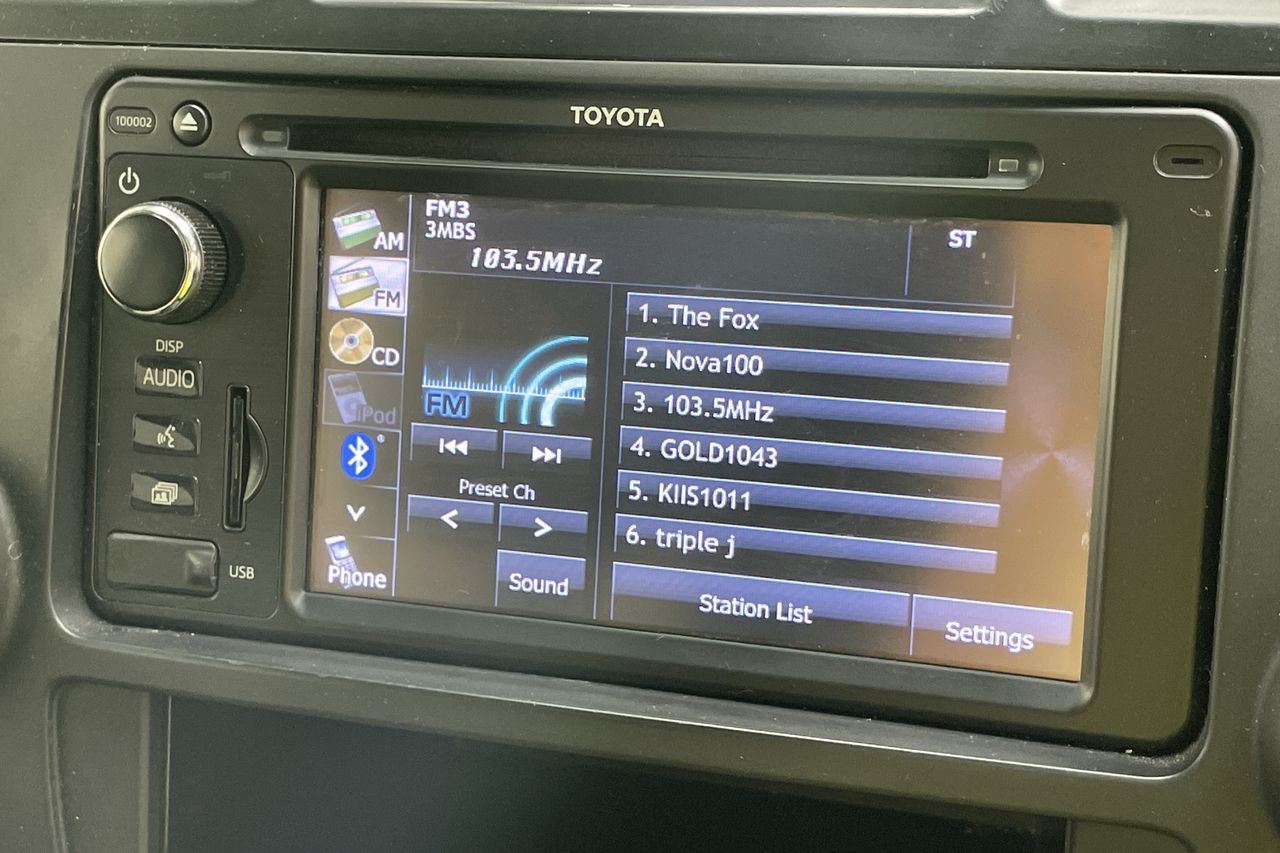 TOYOTA
100002
DISP
AUDIO
USB
AM
FM
CD
iPod
Phone
FM3
3MBS
103.5MHz
ST
FM
Preset Ch
Sound
1. The Fox
2. Nova100
3. 103.5MHz
4. GOLD1043
5. KIIS1011
6. triple j
Station List
Settings